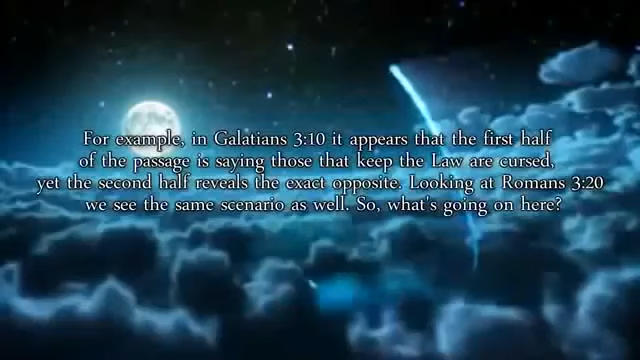 For example, in Galatians 3:10 it appears that the first half
of the passage is saying those that keep the Law are cursed,
yet the second half reveals the exact opposite. Looking at Romans 3:20
we see the same scenario as well. So, what's going on here?